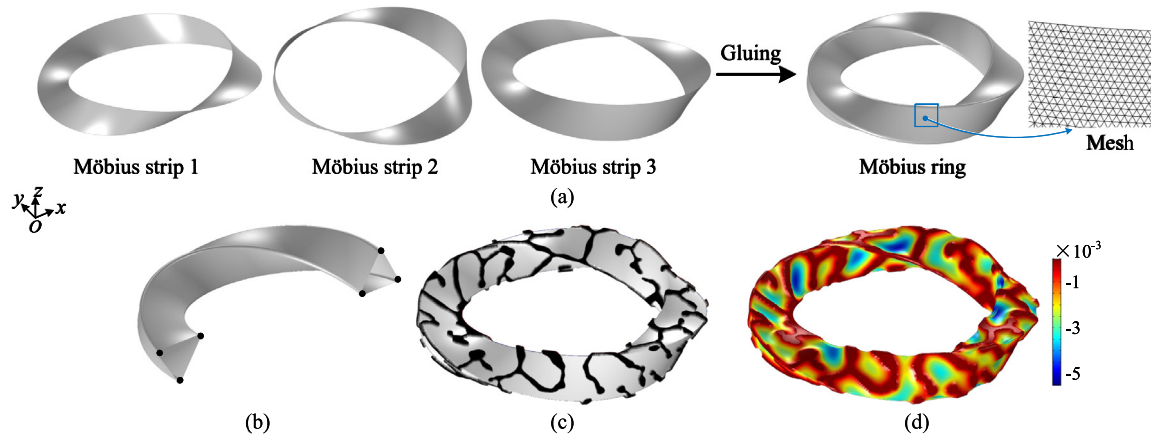 Gluing
Möbius strip 1
Möbius strip 2
Möbius strip 3
Möbius ring
Mesh
(a)
y z x
O
×10⁻³
-1
-3
-5
(b)
(c)
(d)